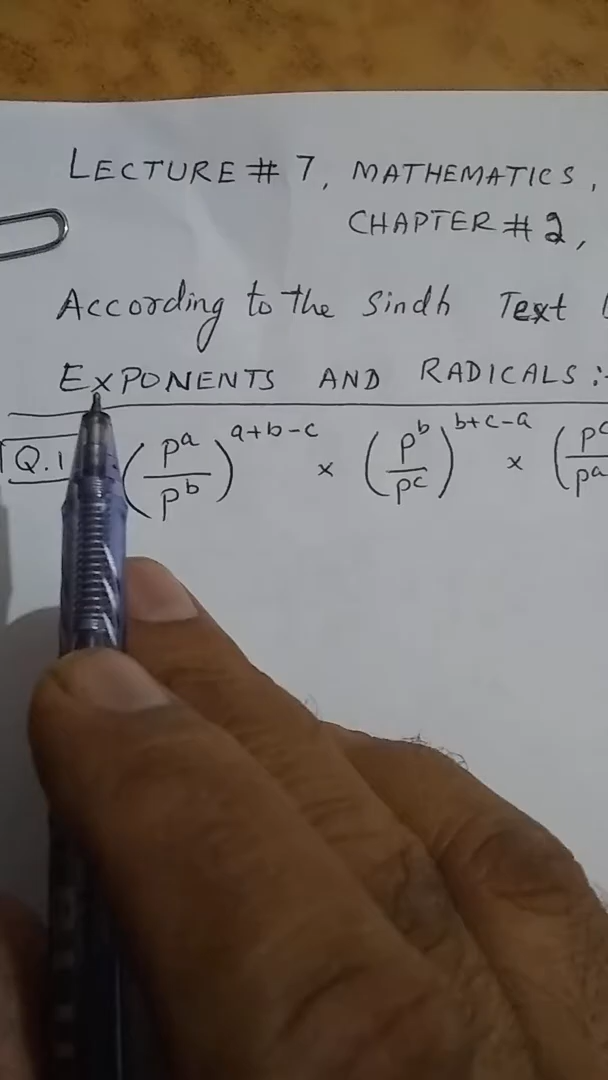 LECTURE # 7, MATHEMATICS,
CHAPTER # 2,
According to the Sindh Text
EXPONENTS AND RADICALS :-
Q.1 (p^a/p^b)^(a+b-c) × (p^b/p^c)^(b+c-a) × (p^c/p^a